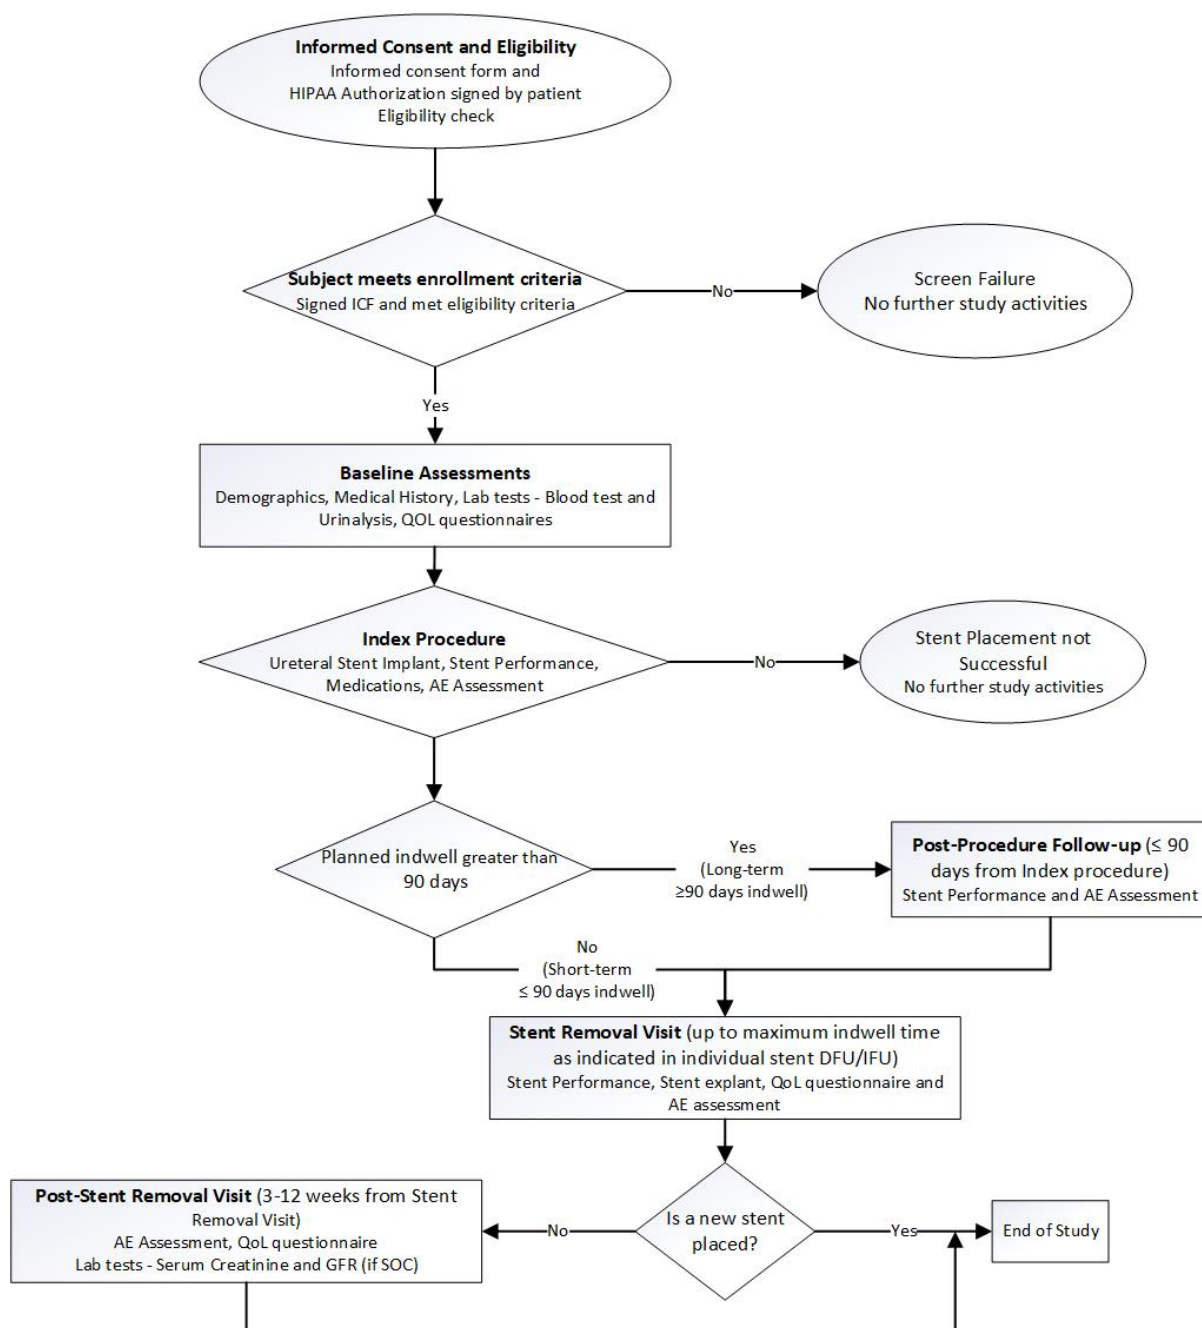 Informed Consent and Eligibility
Informed consent form and
HIPAA Authorization signed by patient
Eligibility check
Subject meets enrollment criteria
Signed ICF and met eligibility criteria
No
Screen Failure
No further study activities
Yes
Baseline Assessments
Demographics, Medical History, Lab tests - Blood test and
Urinalysis, QOL questionnaires
Index Procedure
Ureteral Stent Implant, Stent Performance,
Medications, AE Assessment
No
Stent Placement not
Successful
No further study activities
Planned indwell greater than
90 days
Yes
(Long-term
≥90 days indwell)
Post-Procedure Follow-up (≤ 90
days from Index procedure)
Stent Performance and AE Assessment
No
(Short-term
≤ 90 days indwell)
Stent Removal Visit (up to maximum indwell time
as indicated in individual stent DFU/IFU)
Stent Performance, Stent explant, QoL questionnaire and
AE assessment
Is a new stent
placed?
No
Post-Stent Removal Visit (3-12 weeks from Stent
Removal Visit)
AE Assessment, QoL questionnaire
Lab tests - Serum Creatinine and GFR (if SOC)
Yes
End of Study